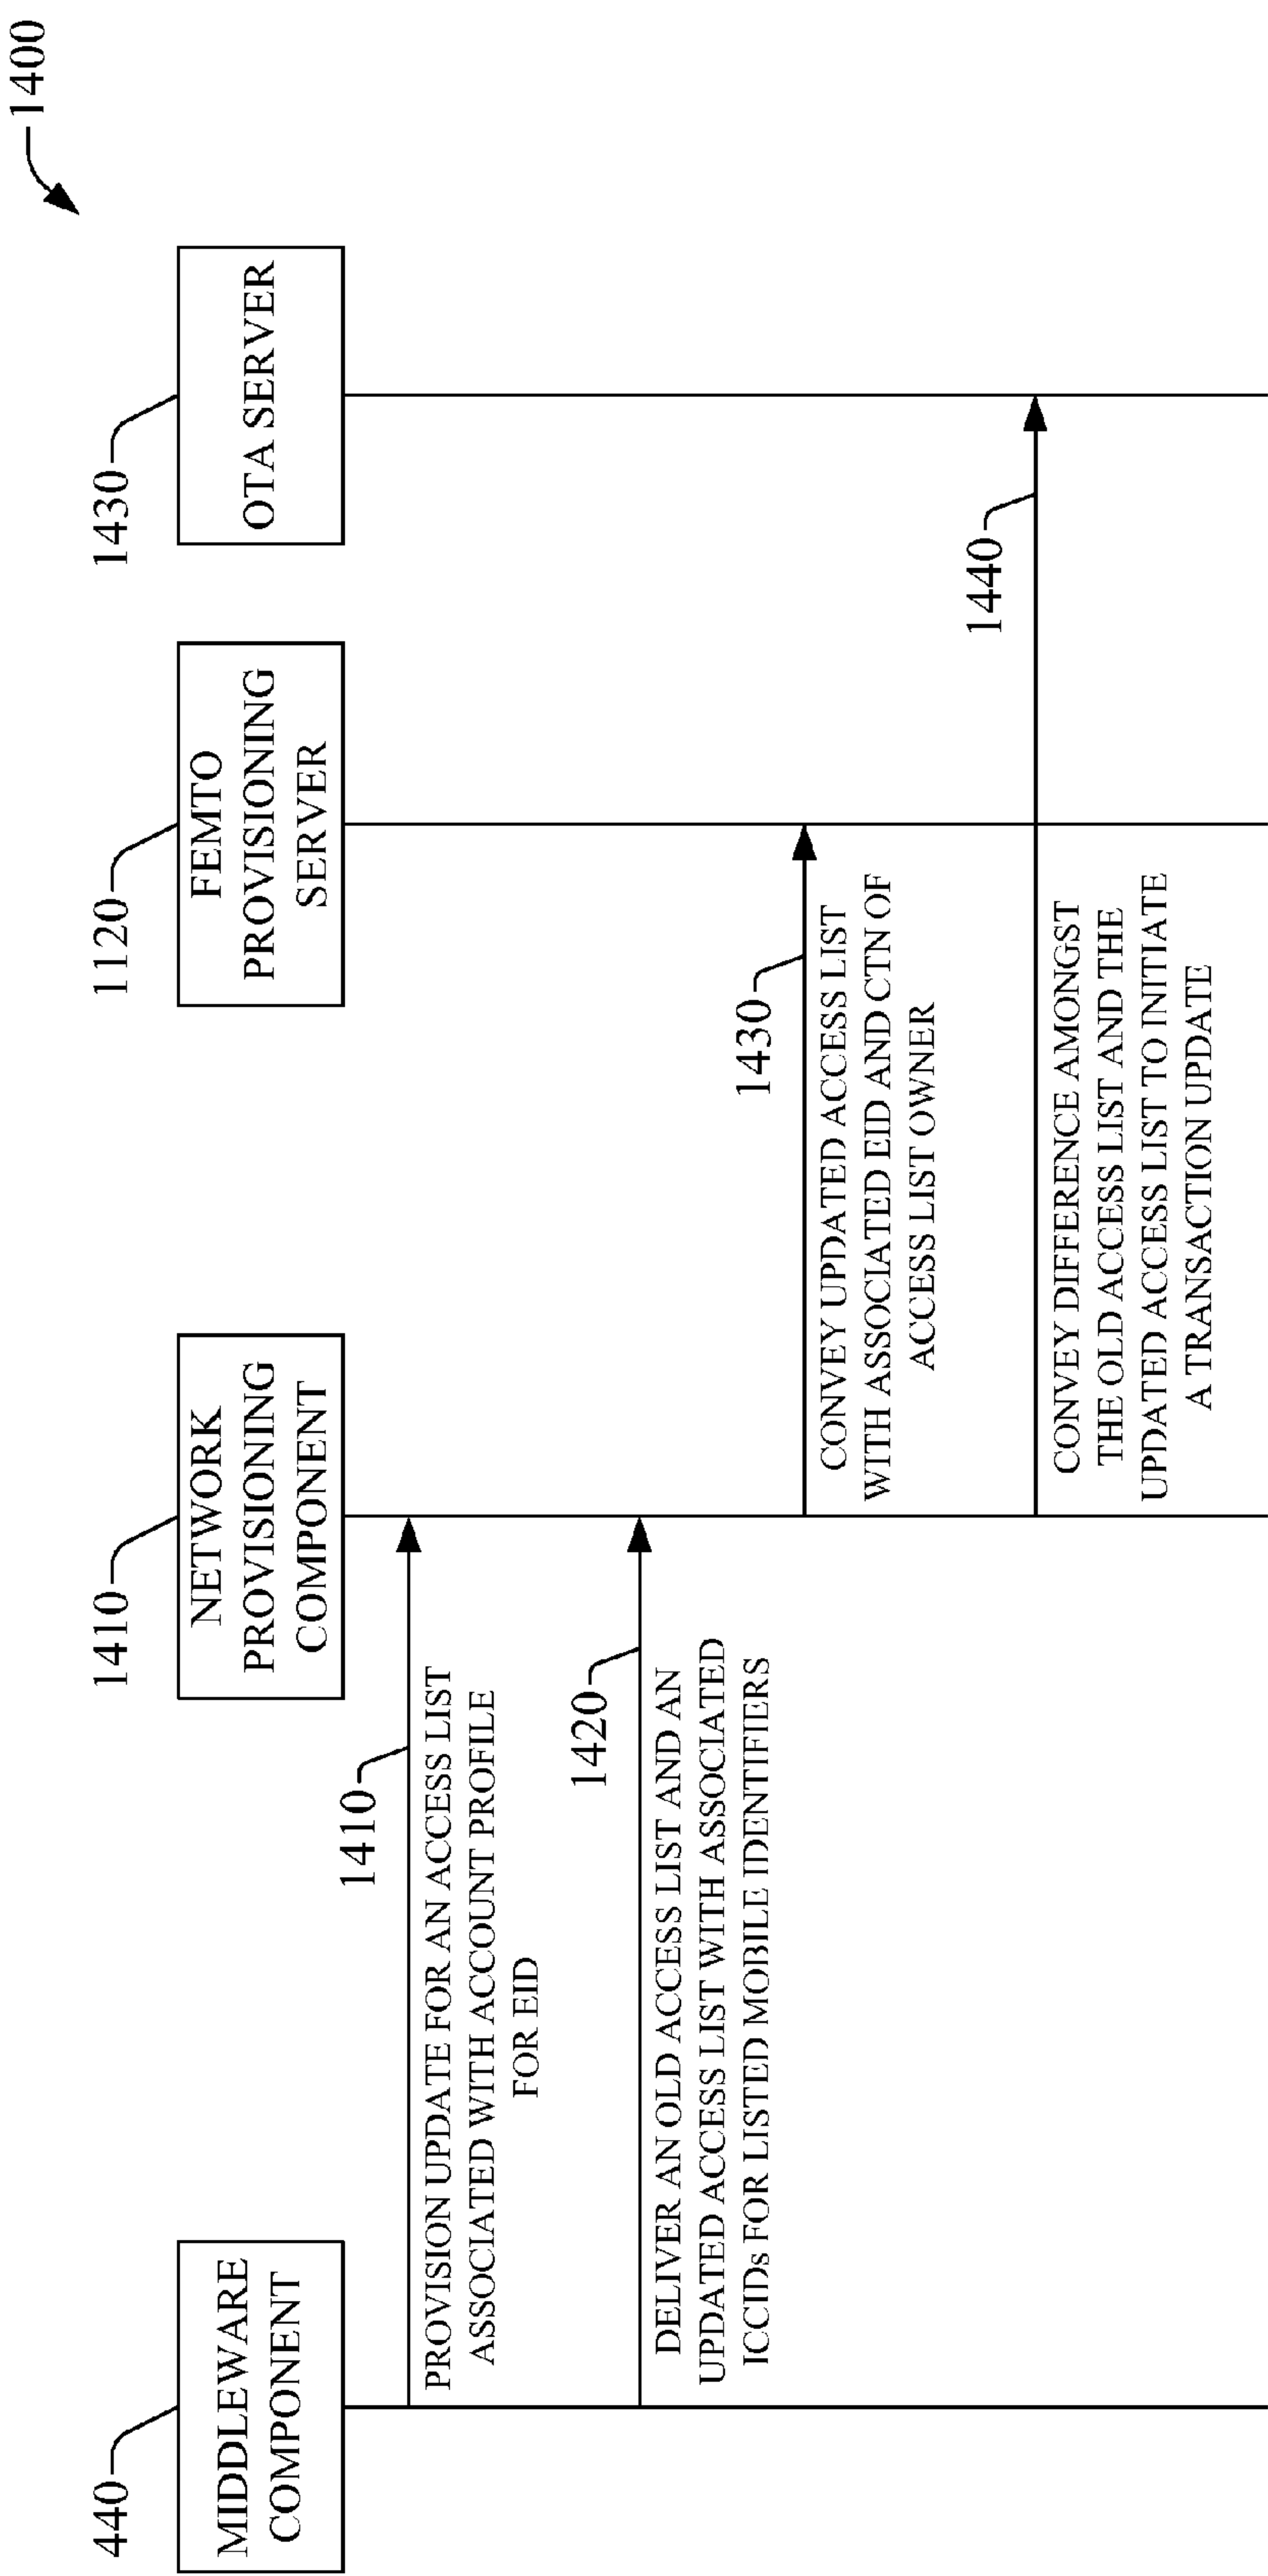 1400
440
MIDDLEWARE
COMPONENT
1410
NETWORK
PROVISIONING
COMPONENT
1120
FEMTO
PROVISIONING
SERVER
1430
OTA SERVER
1410
PROVISION UPDATE FOR AN ACCESS LIST
ASSOCIATED WITH ACCOUNT PROFILE
FOR EID
1420
DELIVER AN OLD ACCESS LIST AND AN
UPDATED ACCESS LIST WITH ASSOCIATED
ICCIDs FOR LISTED MOBILE IDENTIFIERS
1430
CONVEY UPDATED ACCESS LIST
WITH ASSOCIATED EID AND CTN OF
ACCESS LIST OWNER
1440
CONVEY DIFFERENCE AMONGST
THE OLD ACCESS LIST AND THE
UPDATED ACCESS LIST TO INITIATE
A TRANSACTION UPDATE